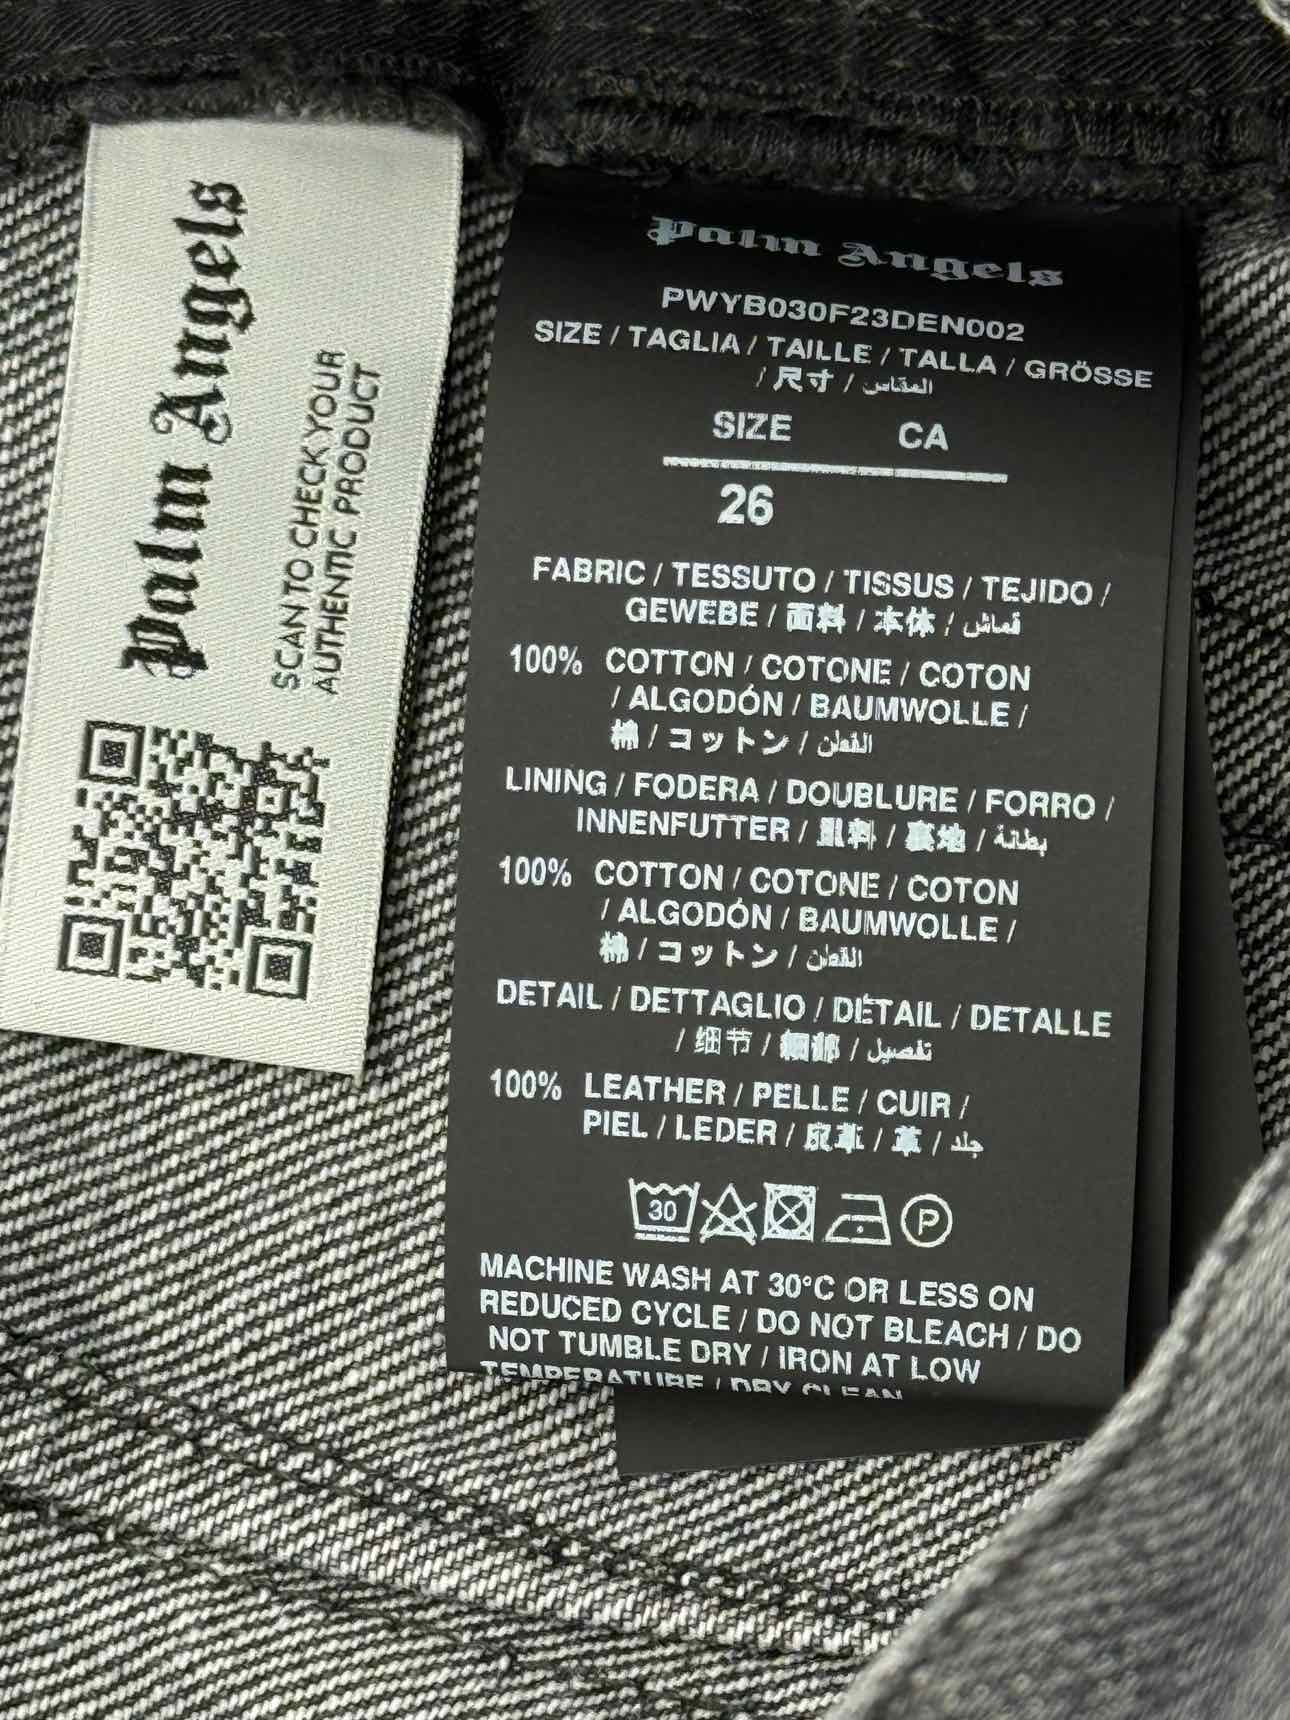 Palm Angels
SCAN TO CHECK YOUR
AUTHENTIC PRODUCT
Palm Angels
PWYB030F23DEN002
SIZE / TAGLIA / TAILLE / TALLA / GRÖSSE
/ 尺寸 / المقاس
SIZE CA
26
FABRIC / TESSUTO / TISSUS / TEJIDO /
GEWEBE / 面料 / 本体 / قماش
100% COTTON / COTONE / COTON
/ ALGODÓN / BAUMWOLLE /
棉 / コットン / القطن
LINING / FODERA / DOUBLURE / FORRO /
INNENFUTTER / 里料 / 裏地 / بطانة
100% COTTON / COTONE / COTON
/ ALGODÓN / BAUMWOLLE /
棉 / コットン / القطن
DETAIL / DETTAGLIO / DÉTAIL / DETALLE
/ 细节 / 細部 / تفصيل
100% LEATHER / PELLE / CUIR /
PIEL / LEDER / 皮革 / 革 / جلد
30 P
MACHINE WASH AT 30°C OR LESS ON
REDUCED CYCLE / DO NOT BLEACH / DO
NOT TUMBLE DRY / IRON AT LOW
TEMPERATURE / DRY CLEAN